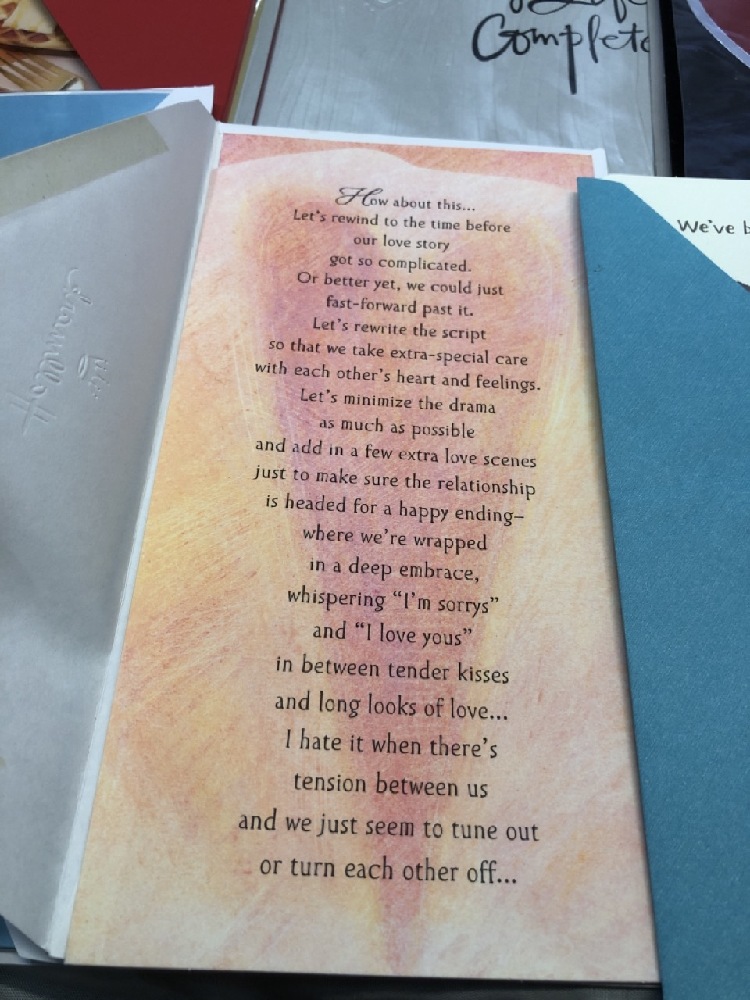 Complete
We've b
How about this...
Let's rewind to the time before
our love story
got so complicated.
Or better yet, we could just
fast-forward past it.
Let's rewrite the script
so that we take extra-special care
with each other's heart and feelings.
Let's minimize the drama
as much as possible
and add in a few extra love scenes
just to make sure the relationship
is headed for a happy ending–
where we're wrapped
in a deep embrace,
whispering “I'm sorrys”
and “I love yous”
in between tender kisses
and long looks of love...
I hate it when there's
tension between us
and we just seem to tune out
or turn each other off...